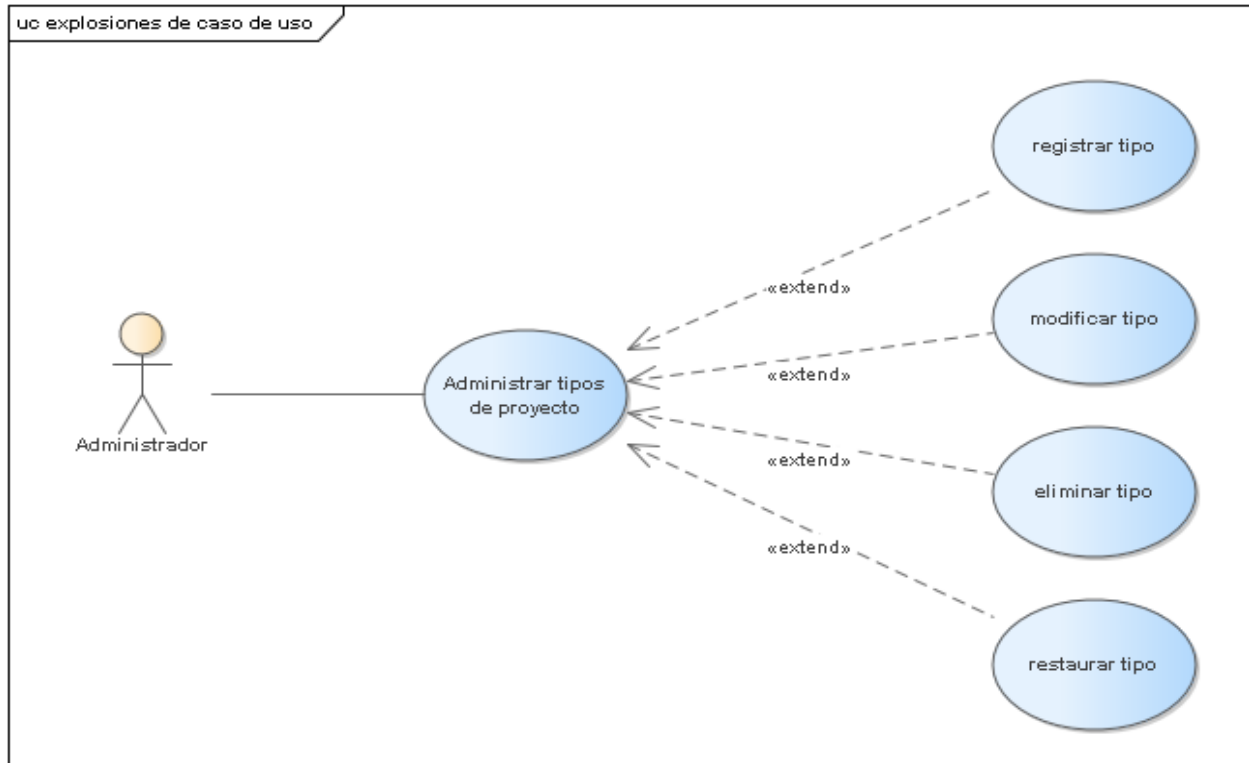 uc explosiones de caso de uso
registrar tipo
«extend»
modificar tipo
«extend»
Administrar tipos
de proyecto
Administrador
«extend»
eliminar tipo
«extend»
restaurar tipo